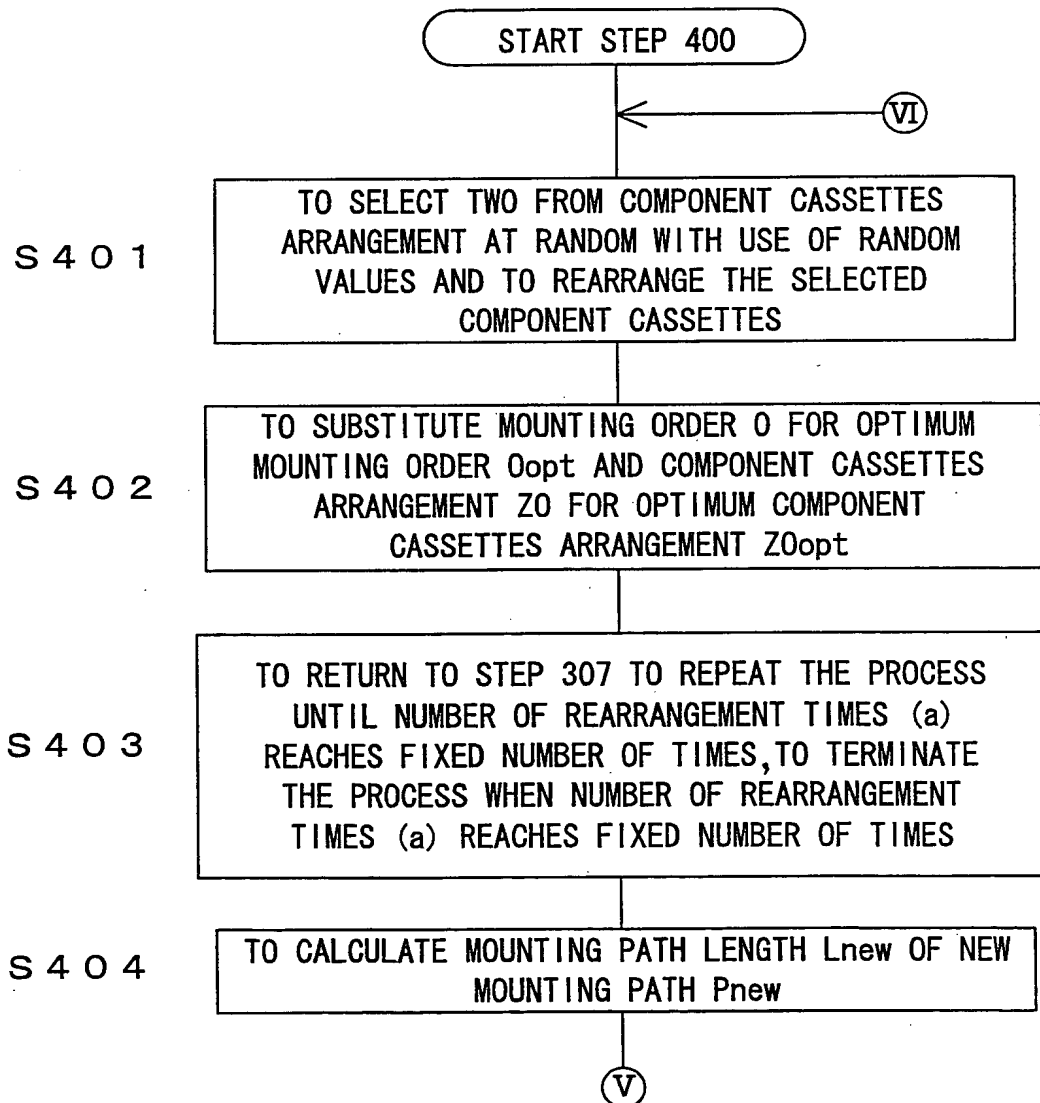 START STEP 400
VI
S401
TO SELECT TWO FROM COMPONENT CASSETTES
ARRANGEMENT AT RANDOM WITH USE OF RANDOM
VALUES AND TO REARRANGE THE SELECTED
COMPONENT CASSETTES
S402
TO SUBSTITUTE MOUNTING ORDER O FOR OPTIMUM
MOUNTING ORDER Oopt AND COMPONENT CASSETTES
ARRANGEMENT ZO FOR OPTIMUM COMPONENT
CASSETTES ARRANGEMENT ZOopt
S403
TO RETURN TO STEP 307 TO REPEAT THE PROCESS
UNTIL NUMBER OF REARRANGEMENT TIMES (a)
REACHES FIXED NUMBER OF TIMES,TO TERMINATE
THE PROCESS WHEN NUMBER OF REARRANGEMENT
TIMES (a) REACHES FIXED NUMBER OF TIMES
S404
TO CALCULATE MOUNTING PATH LENGTH Lnew OF NEW
MOUNTING PATH Pnew
V